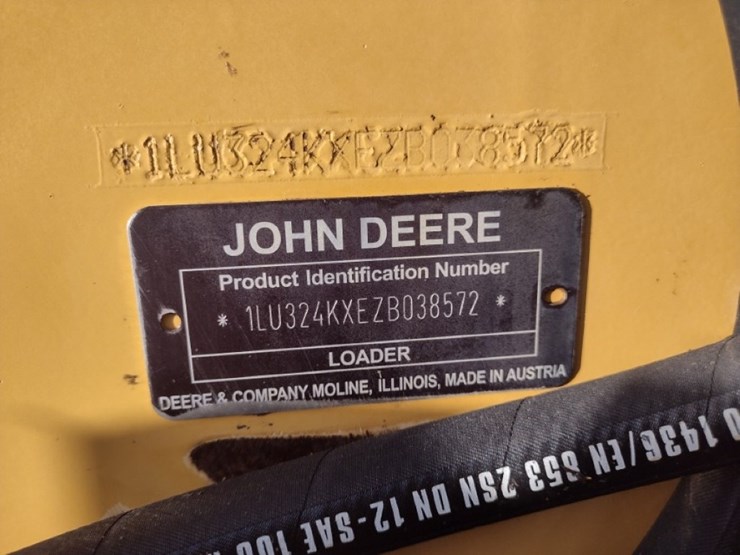 *1LU324KXEZB038572*
JOHN DEERE
Product Identification Number
* 1LU324KXEZB038572 *
LOADER
DEERE & COMPANY MOLINE, ILLINOIS, MADE IN AUSTRIA
1436/EN 853 2SN DN 12-SAE 100